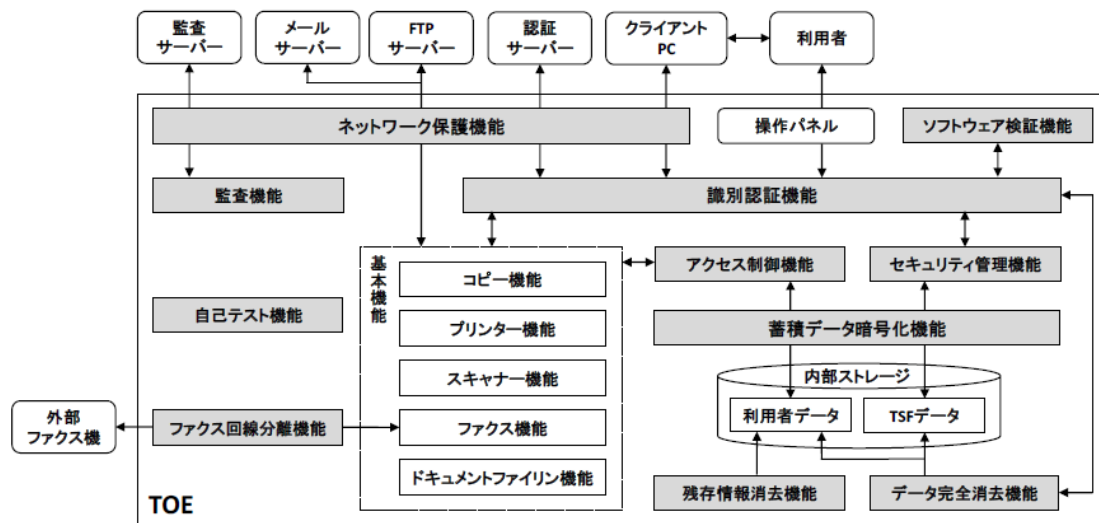 監査
サーバー
メール
サーバー
FTP
サーバー
認証
サーバー
クライアント
PC
利用者
ネットワーク保護機能
操作パネル
ソフトウェア検証機能
監査機能
識別認証機能
基本機能
コピー機能
アクセス制御機能
セキュリティ管理機能
自己テスト機能
プリンター機能
蓄積データ暗号化機能
スキャナー機能
内部ストレージ
外部
ファクス機
ファクス回線分離機能
ファクス機能
利用者データ
TSFデータ
ドキュメントファイリン機能
残存情報消去機能
データ完全消去機能
TOE